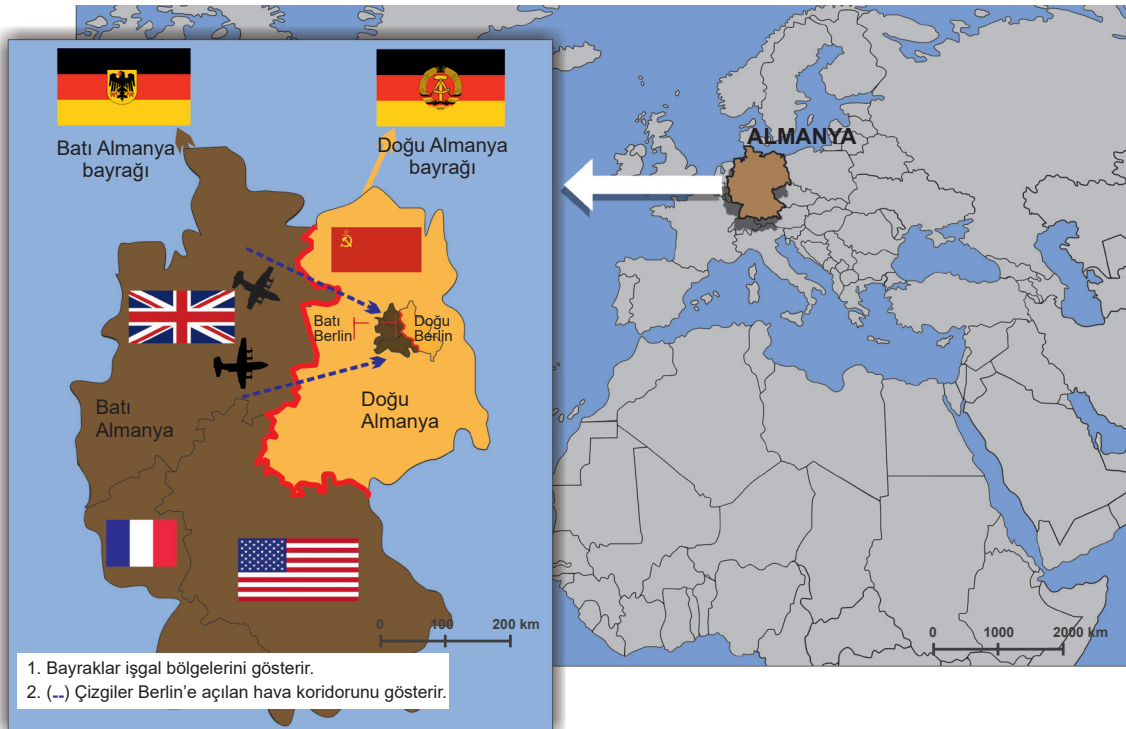 Batı Almanya
bayrağı
Doğu Almanya
bayrağı
ALMANYA
Batı
Berlin
Doğu
Berlin
Batı
Almanya
Doğu
Almanya
0 100 200 km
0 1000 2000 km
1. Bayraklar işgal bölgelerini gösterir.
2. (--) Çizgiler Berlin’e açılan hava koridorunu gösterir.